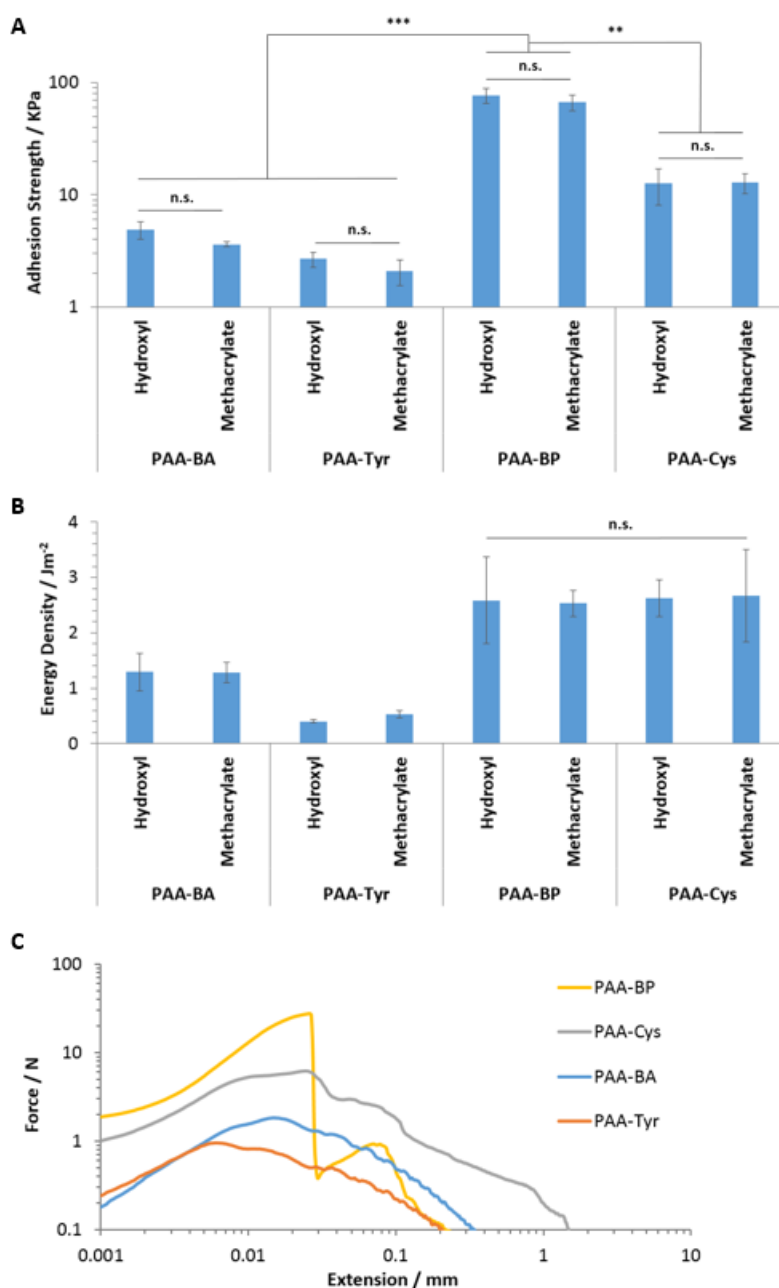 A
***
**
n.s.
n.s.
n.s.
n.s.
100
10
1
Adhesion Strength / KPa
Hydroxyl
Methacrylate
Hydroxyl
Methacrylate
Hydroxyl
Methacrylate
Hydroxyl
Methacrylate
PAA-BA
PAA-Tyr
PAA-BP
PAA-Cys
B
n.s.
4
3
2
1
0
Energy Density / Jm-2
Hydroxyl
Methacrylate
Hydroxyl
Methacrylate
Hydroxyl
Methacrylate
Hydroxyl
Methacrylate
PAA-BA
PAA-Tyr
PAA-BP
PAA-Cys
C
100
10
1
0.1
Force / N
PAA-BP
PAA-Cys
PAA-BA
PAA-Tyr
0.001
0.01
0.1
1
10
Extension / mm